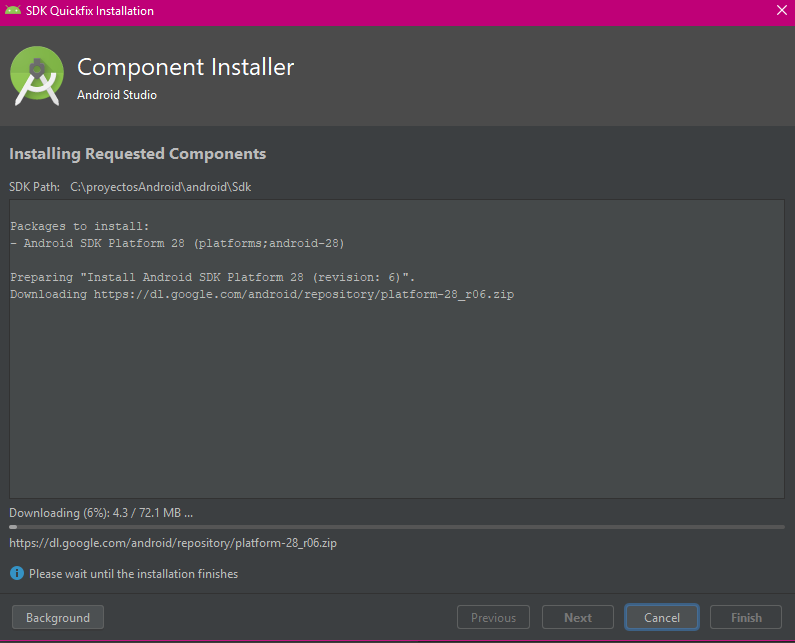 SDK Quickfix Installation
Component Installer
Android Studio
Installing Requested Components
SDK Path: C:\proyectosAndroid\android\Sdk
Packages to install:
- Android SDK Platform 28 (platforms;android-28)
Preparing "Install Android SDK Platform 28 (revision: 6)".
Downloading https://dl.google.com/android/repository/platform-28_r06.zip
Downloading (6%): 4.3 / 72.1 MB ...
https://dl.google.com/android/repository/platform-28_r06.zip
Please wait until the installation finishes
Background Previous Next Cancel Finish